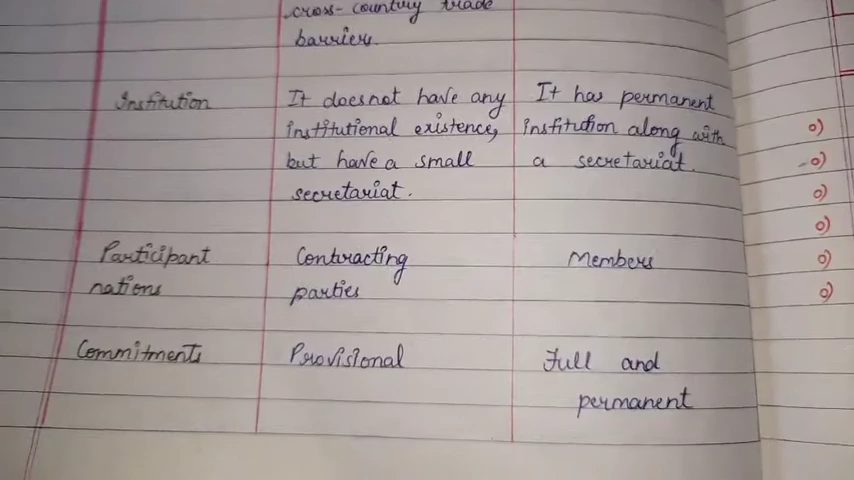 cross-country trade
barriers.
Institution
It does not have any
institutional existence,
but have a small
secretariat.
It has permanent
institution along with
a secretariat.
Participant
nations
Contracting
parties
Members
Commitments
Provisional
Full and
permanent
o)
o)
o)
o)
o)
o)